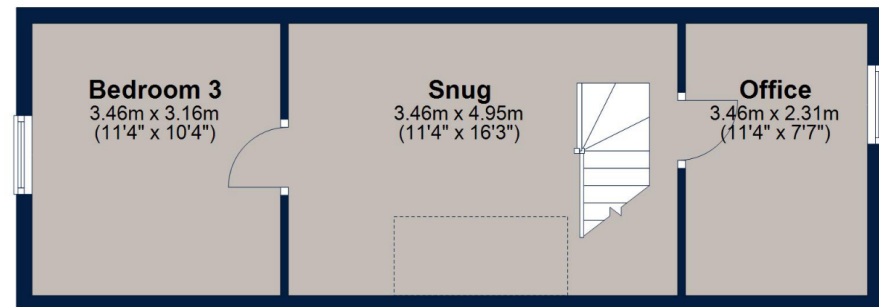 Bedroom 3
3.46m x 3.16m
(11'4" x 10'4")
Snug
3.46m x 4.95m
(11'4" x 16'3")
Office
3.46m x 2.31m
(11'4" x 7'7")